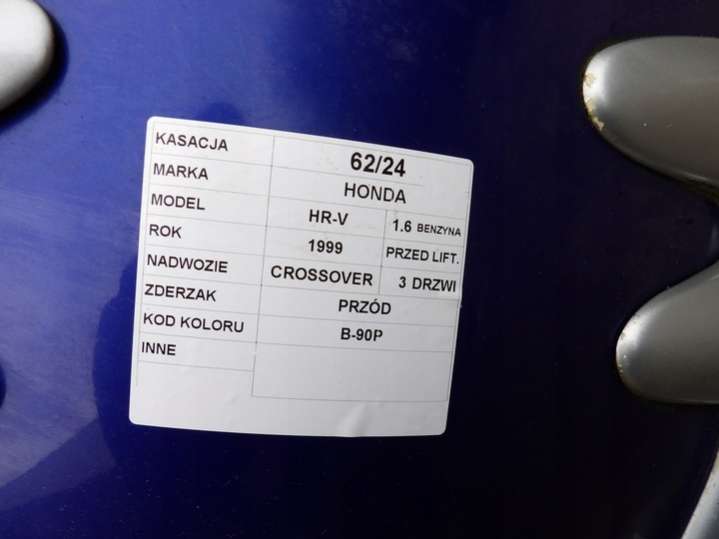 KASACJA 62/24
MARKA HONDA
MODEL HR-V 1.6 BENZYNA
ROK 1999 PRZED LIFT.
NADWOZIE CROSSOVER 3 DRZWI
ZDERZAK PRZÓD
KOD KOLORU B-90P
INNE